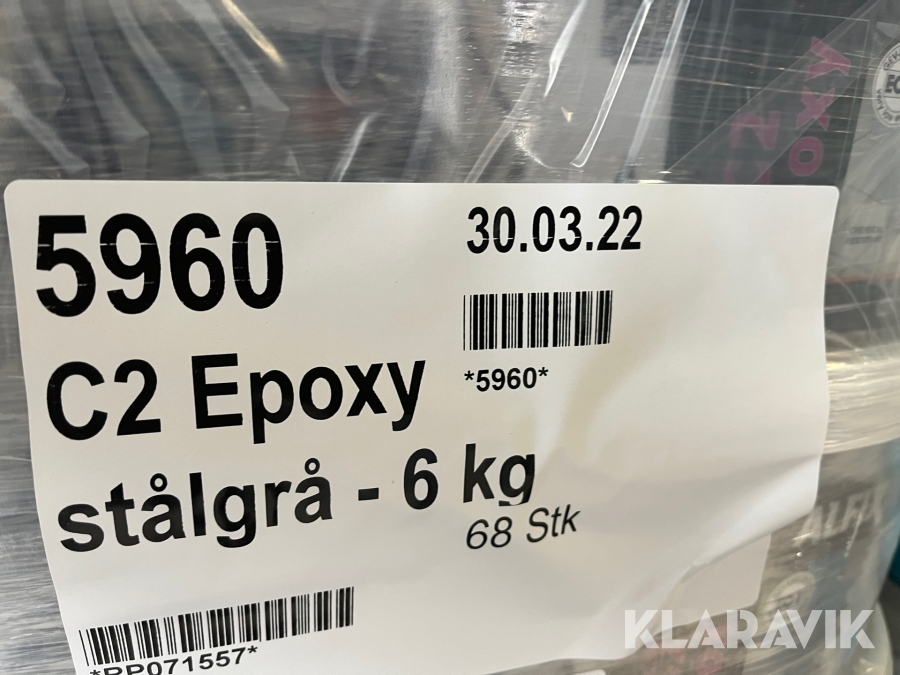 5960
30.03.22
*5960*
C2 Epoxy
stålgrå - 6 kg
68 Stk
*PP071557*
ALFIX
KLARAVIK